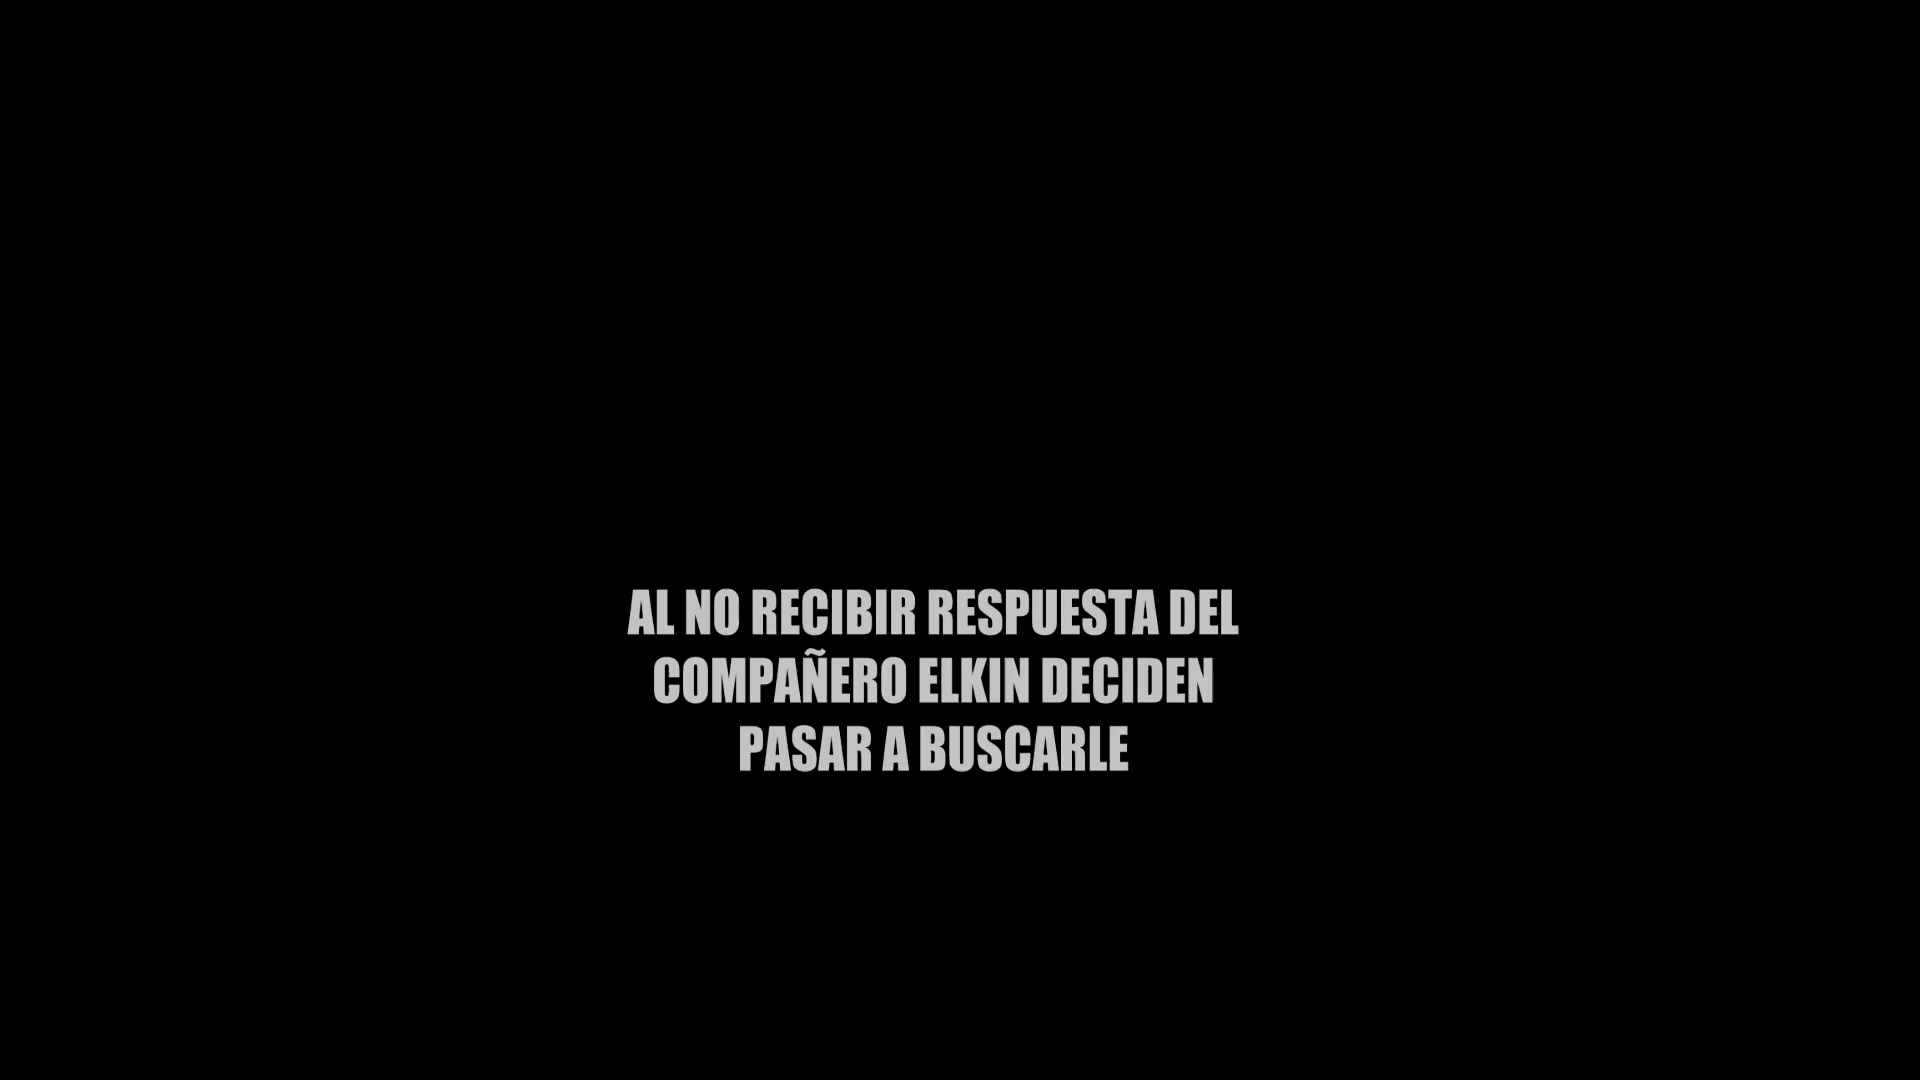 AL NO RECIBIR RESPUESTA DEL
COMPAÑERO ELKIN DECIDEN
PASAR A BUSCARLE